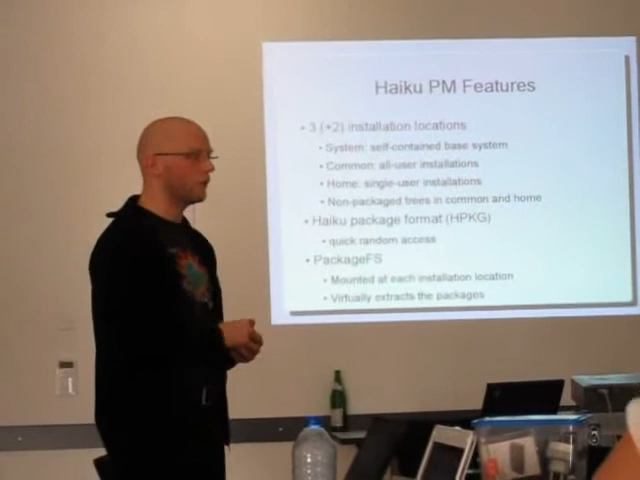 Haiku PM Features
• 3 (+2) installation locations
• System: self-contained base system
• Common: all-user installations
• Home: single-user installations
• Non-packaged trees in common and home
• Haiku package format (HPKG)
• quick random access
• PackageFS
• Mounted at each installation location
• Virtually extracts the packages